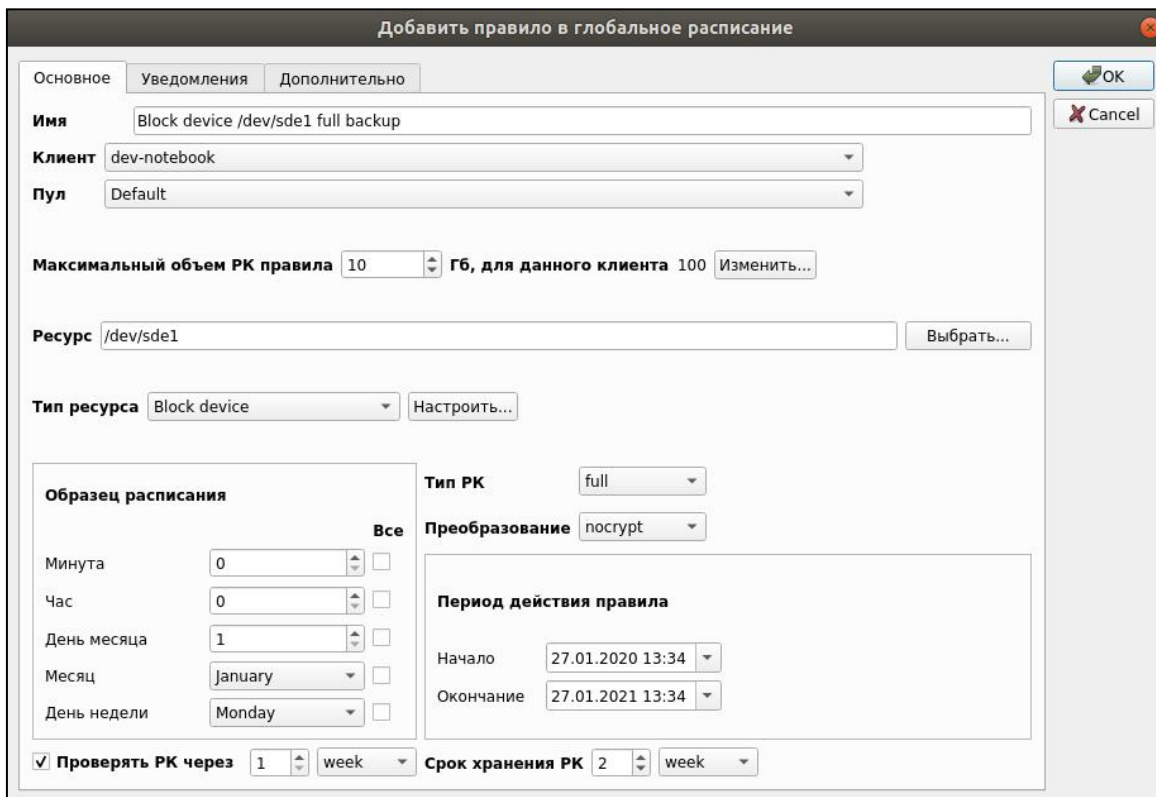 Добавить правило в глобальное расписание
Основное Уведомления Дополнительно
OK
Cancel
Имя Block device /dev/sde1 full backup
Клиент dev-notebook
Пул Default
Максимальный объем РК правила 10 Гб, для данного клиента 100 Изменить...
Ресурс /dev/sde1 Выбрать...
Тип ресурса Block device Настроить...
Образец расписания
Все
Минута 0
Час 0
День месяца 1
Месяц January
День недели Monday
Тип РК full
Преобразование nocrypt
Период действия правила
Начало 27.01.2020 13:34
Окончание 27.01.2021 13:34
Проверять РК через 1 week Срок хранения РК 2 week